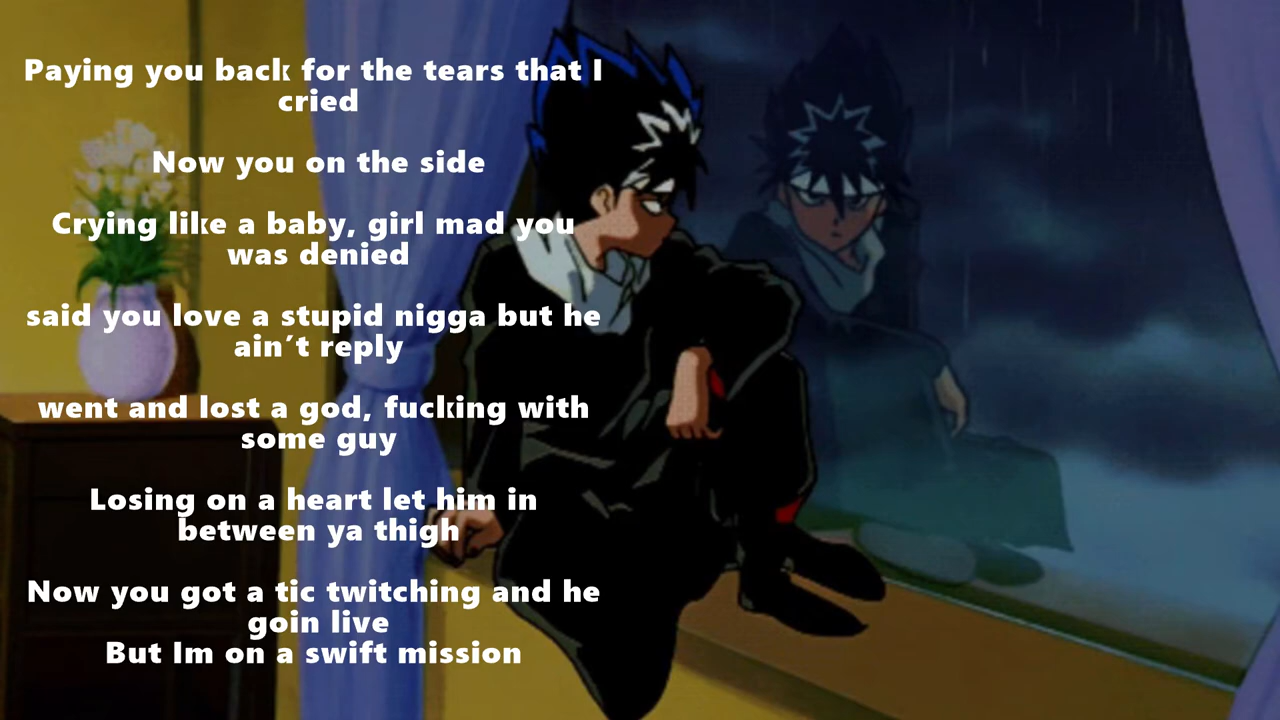 Paying you back for the tears that I
cried
Now you on the side
Crying like a baby, girl mad you
was denied
said you love a stupid nigga but he
ain't reply
went and lost a god, fucking with
some guy
Losing on a heart let him in
between ya thigh
Now you got a tic twitching and he
goin live
But Im on a swift mission